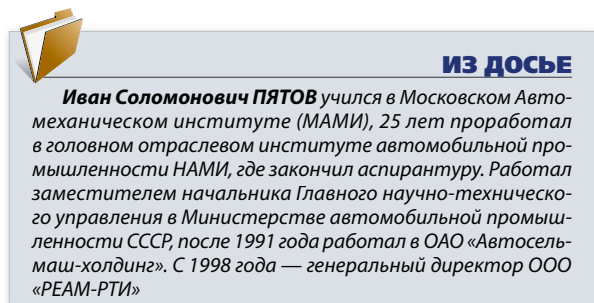 ИЗ ДОСЬЕ
Иван Соломонович ПЯТОВ учился в Московском Авто-
механическом институте (МАМИ), 25 лет проработал
в головном отраслевом институте автомобильной про-
мышленности НАМИ, где закончил аспирантуру. Работал
заместителем начальника Главного научно-техническо-
го управления в Министерстве автомобильной промыш-
ленности СССР, после 1991 года работал в ОАО «Автосель-
маш-холдинг». С 1998 года — генеральный директор ООО
«РЕАМ-РТИ»